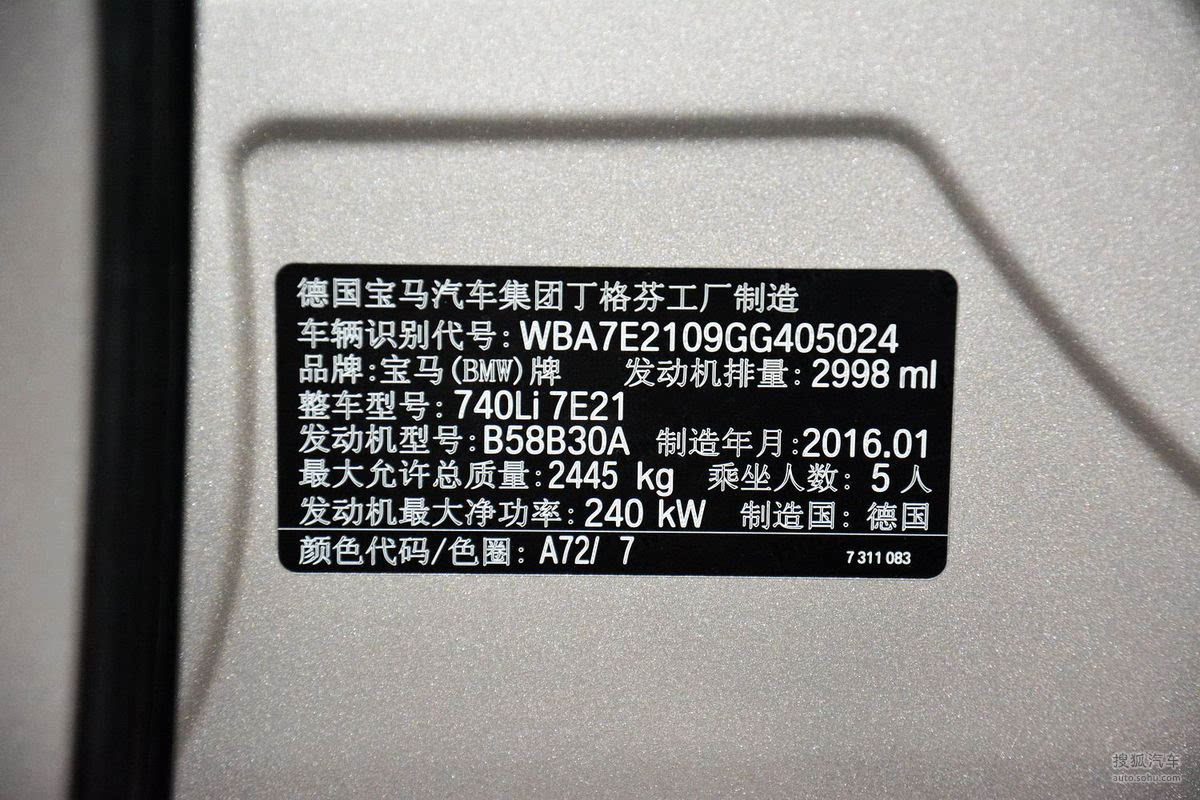 德国宝马汽车集团丁格芬工厂制造
车辆识别代号: WBA7E2109GG405024
品牌:宝马(BMW)牌 发动机排量: 2998 ml
整车型号: 740Li 7E21
发动机型号:B58B30A 制造年月:2016.01
最大允许总质量:2445 kg 乘坐人数: 5 人
发动机最大净功率: 240 kW 制造国: 德国
颜色代码/色圈: A72/ 7 7 311 083
搜狐汽车
auto.sohu.com